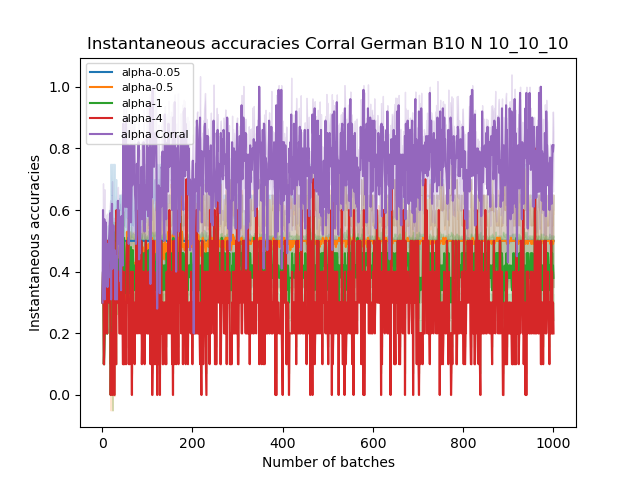 Instantaneous accuracies Corral German B10 N 10_10_10
alpha-0.05
alpha-0.5
alpha-1
alpha-4
alpha Corral
1.0
0.8
0.6
0.4
0.2
0.0
Instantaneous accuracies
0
200
400
600
800
1000
Number of batches